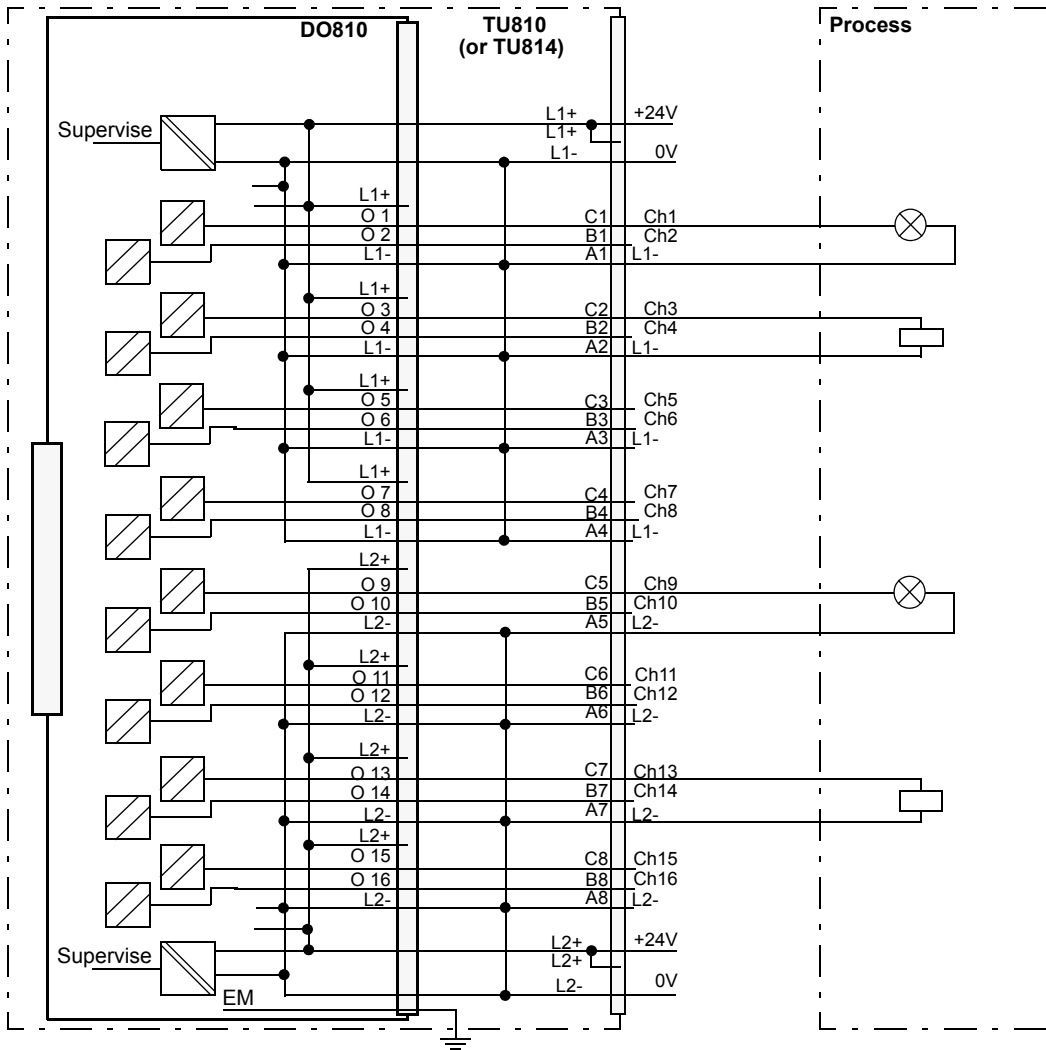 DO810 TU810 Process
(or TU814)
L1+ +24V
Supervise L1+
L1- 0V
L1+
O 1 C1 Ch1
O 2 B1 Ch2
L1- A1 L1-
L1+
O 3 C2 Ch3
O 4 B2 Ch4
L1- A2 L1-
L1+
O 5 C3 Ch5
O 6 B3 Ch6
L1- A3 L1-
L1+
O 7 C4 Ch7
O 8 B4 Ch8
L1- A4 L1-
L2+
O 9 C5 Ch9
O 10 B5 Ch10
L2- A5 L2-
L2+
O 11 C6 Ch11
O 12 B6 Ch12
L2- A6 L2-
L2+
O 13 C7 Ch13
O 14 B7 Ch14
L2- A7 L2-
L2+
O 15 C8 Ch15
O 16 B8 Ch16
L2- A8 L2-
L2+ +24V
Supervise L2+
L2- 0V
EM